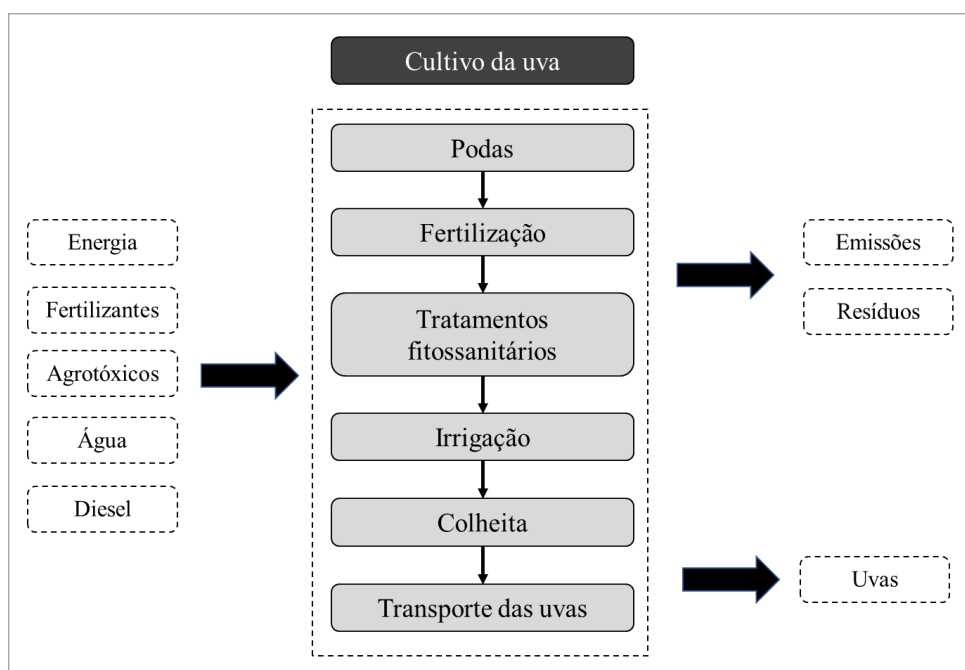 Cultivo da uva
Podas
Fertilização
Tratamentos
fitossanitários
Irrigação
Colheita
Transporte das uvas
Energia
Fertilizantes
Agrotóxicos
Água
Diesel
Emissões
Resíduos
Uvas